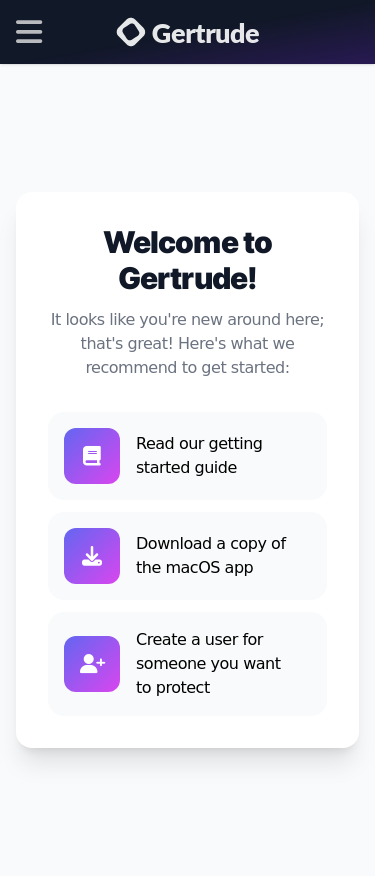 Gertrude
Welcome to
Gertrude!
It looks like you're new around here;
that's great! Here's what we
recommend to get started:
Read our getting
started guide
Download a copy of
the macOS app
Create a user for
someone you want
to protect